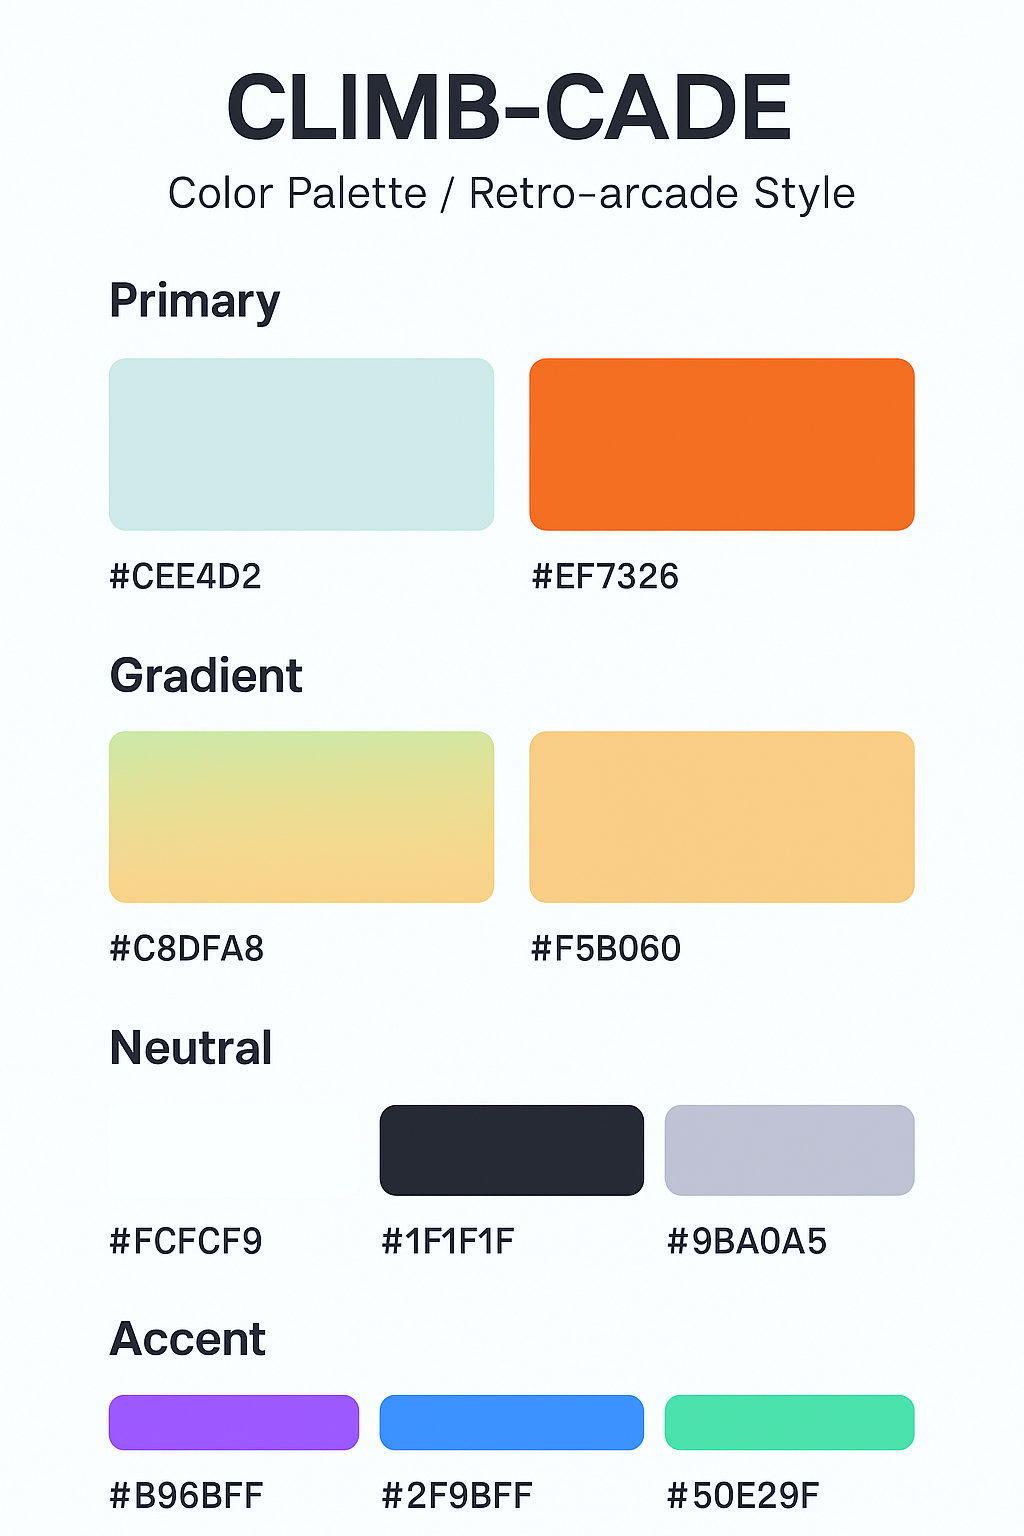 CLIMB-CADE
Color Palette / Retro-arcade Style
Primary
#CEE4D2 #EF7326
Gradient
#C8DFA8 #F5B060
Neutral
#FCFCF9 #1F1F1F #9BA0A5
Accent
#B96BFF #2F9BFF #50E29F